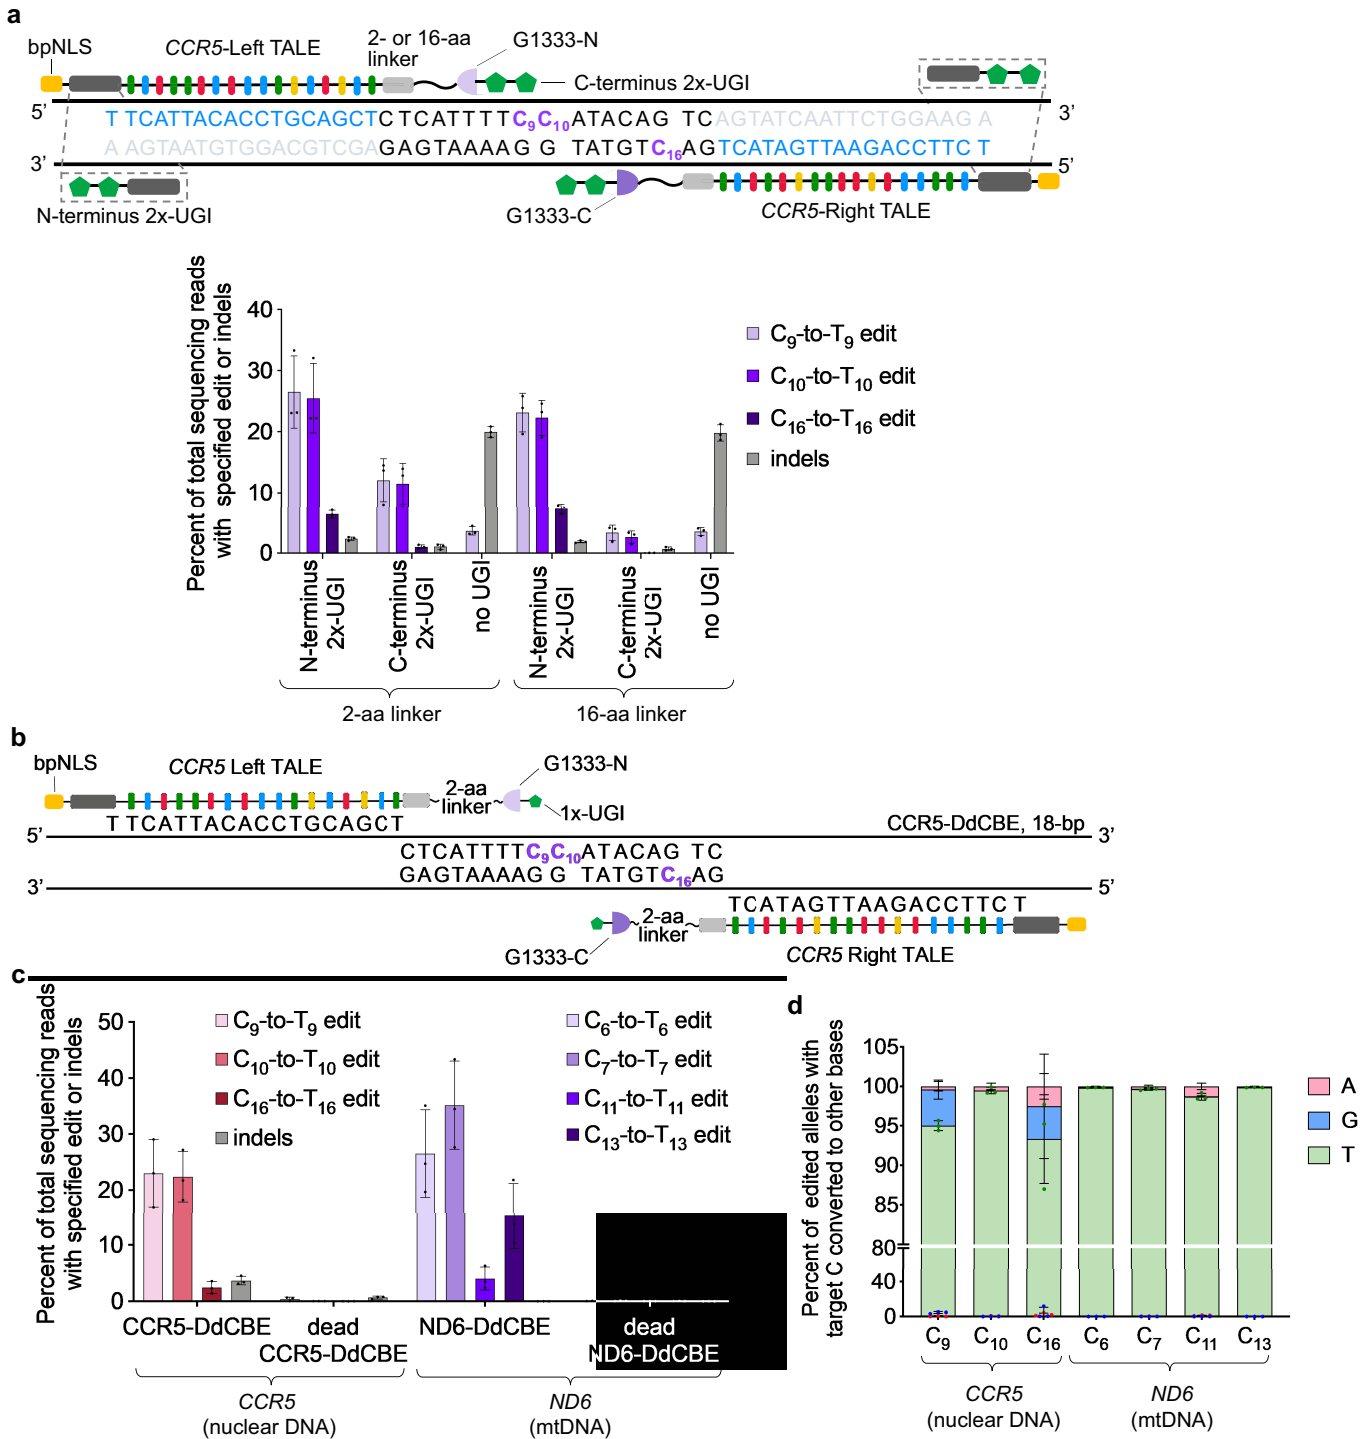 a
bpNLS
CCR5-Left TALE
2- or 16-aa
linker
G1333-N
C-terminus 2x-UGI
5’
T TCATTACACCTGCAGCTCTCATTTTC9C10ATACAG TCAGTATCAATTCTGGAAGA
3’
A AGTAATGTGGACGTCGAGAGTAAAAG G TATGTC16AGTCATAGTTAAGACCTTC T
3’
5’
N-terminus 2x-UGI
G1333-C
CCR5-Right TALE
Percent of total sequencing reads
with specified edit or indels
40
30
20
10
0
C9-to-T9 edit
C10-to-T10 edit
C16-to-T16 edit
indels
N-terminus
2x-UGI
C-terminus
2x-UGI
no UGI
N-terminus
2x-UGI
C-terminus
2x-UGI
no UGI
2-aa linker
16-aa linker
b
bpNLS
CCR5 Left TALE
2-aa
linker
G1333-N
1x-UGI
T TCATTACACCTGCAGCT
5’
CCR5-DdCBE, 18-bp
3’
CTCATTTTC9C10ATACAG TC
GAGTAAAAG G TATGTC16AG
3’
5’
TCATAGTTAAGACCTTC T
2-aa
linker
G1333-C
CCR5 Right TALE
c
Percent of total sequencing reads
with specified edit or indels
50
40
30
20
10
0
C9-to-T9 edit
C10-to-T10 edit
C16-to-T16 edit
indels
C6-to-T6 edit
C7-to-T7 edit
C11-to-T11 edit
C13-to-T13 edit
CCR5-DdCBE
dead
CCR5-DdCBE
ND6-DdCBE
dead
ND6-DdCBE
CCR5
(nuclear DNA)
ND6
(mtDNA)
d
Percent of edited alleles with
target C converted to other bases
105
100
95
90
85
80
80
40
0
A
G
T
C9
C10
C16
C6
C7
C11
C13
CCR5
(nuclear DNA)
ND6
(mtDNA)